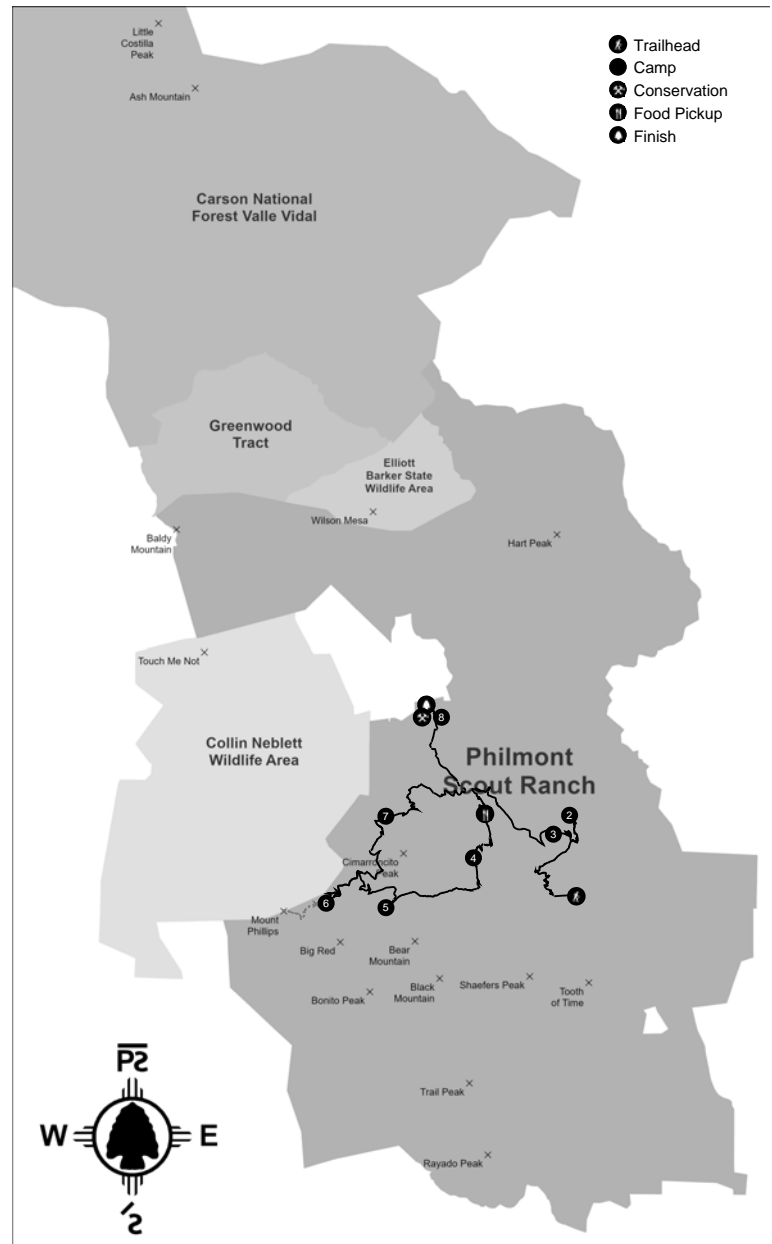 Little
Costilla
Peak
Ash Mountain
Trailhead
Camp
Conservation
Food Pickup
Finish
Carson National
Forest Valle Vidal
Greenwood
Tract
Elliott
Barker State
Wildlife Area
Wilson Mesa
Baldy
Mountain
Hart Peak
Touch Me Not
Collin Neblett
Wildlife Area
8
Philmont
Scout Ranch
7
2
3
4
Cimarroncito
Peak
6
5
Mount
Phillips
Big Red
Bear
Mountain
Bonito Peak
Black
Mountain
Shaefers Peak
Tooth
of Time
Trail Peak
Rayado Peak
W
E